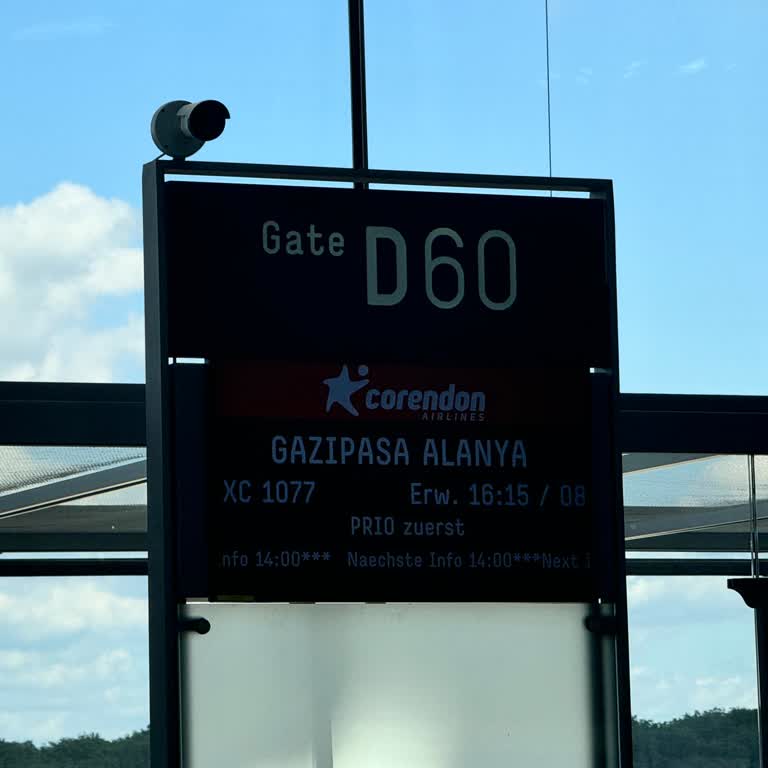 Gate D60
corendon
AIRLINES
GAZIPASA ALANYA
XC 1077 Erw. 16:15 / 08
PRIO zuerst
nfo 14:00*** Naechste Info 14:00***Next